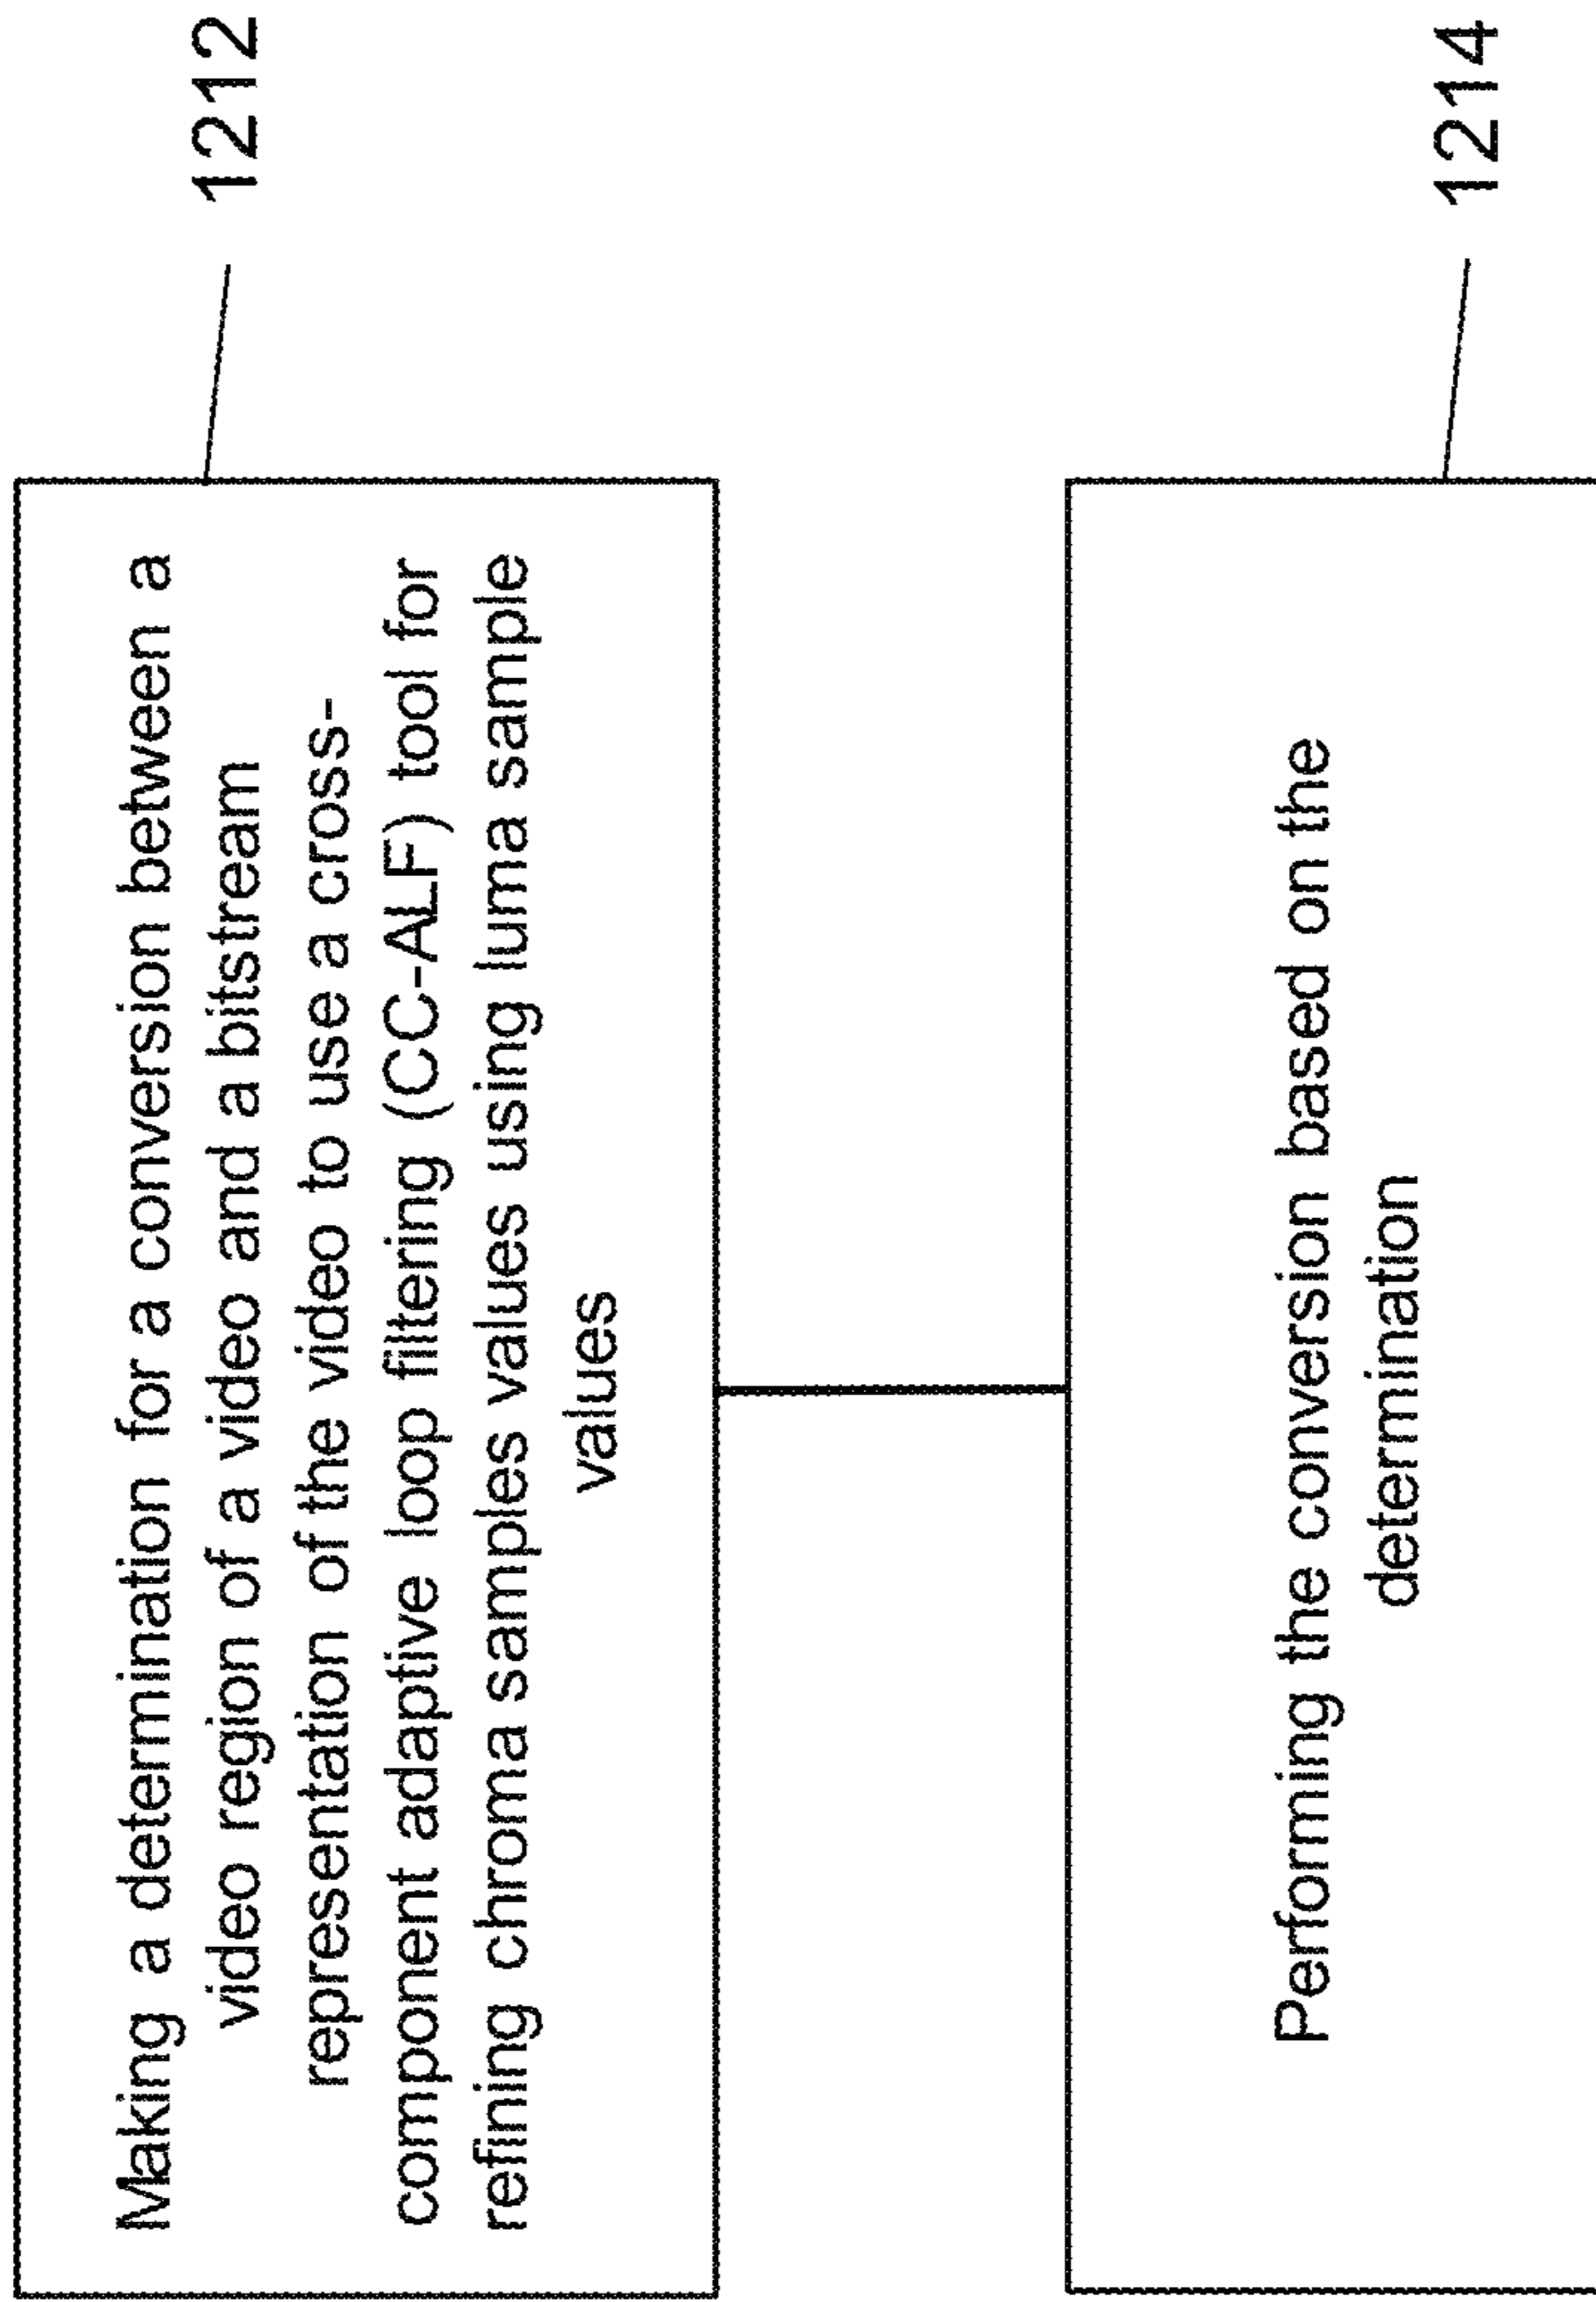 Making a determination for a conversion between a
video region of a video and a bitstream
representation of the video to use a cross-
component adaptive loop filtering (CC-ALF) tool for
refining chroma samples values using luma sample
values
1212
Performing the conversion based on the
determination
1214